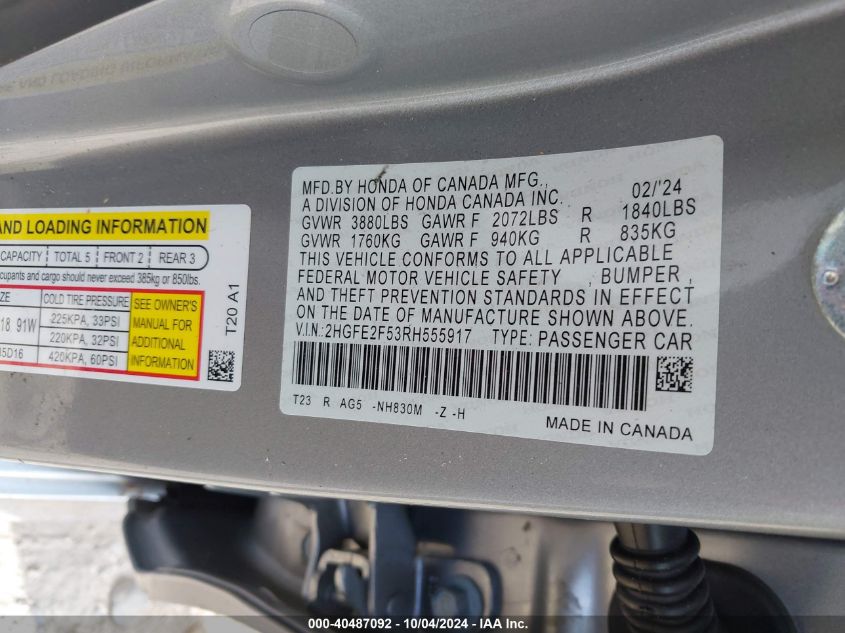 MFD.BY HONDA OF CANADA MFG.,
A DIVISION OF HONDA CANADA INC. 02/'24
GVWR 3880LBS GAWR F 2072LBS R 1840LBS
GVWR 1760KG GAWR F 940KG R 835KG
THIS VEHICLE CONFORMS TO ALL APPLICABLE
FEDERAL MOTOR VEHICLE SAFETY , BUMPER ,
AND THEFT PREVENTION STANDARDS IN EFFECT
ON THE DATE OF MANUFACTURE SHOWN ABOVE.
V.I.N.:2HGFE2F53RH555917 TYPE: PASSENGER CAR
T23 R AG5 -NH830M -Z -H
MADE IN CANADA
AND LOADING INFORMATION
CAPACITY TOTAL 5 FRONT 2 REAR 3
cupants and cargo should never exceed 385kg or 850lbs.
ZE COLD TIRE PRESSURE SEE OWNER'S
18 91W 225KPA, 33PSI MANUAL FOR
220KPA, 32PSI ADDITIONAL
5D16 420KPA, 60PSI INFORMATION
T20 A1
000-40487092 - 10/04/2024 - IAA Inc.